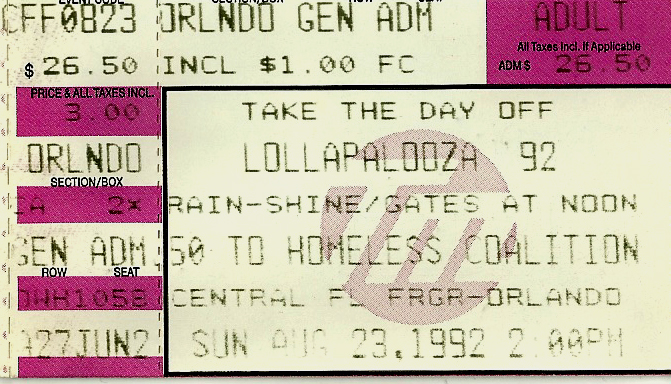 EVENT CODE SECTION/BOX ROW SEAT
CFF0823 ORLNDO GEN ADM ADULT
All Taxes Incl. If Applicable
$ 26.50 INCL $1.00 FC ADM $ 26.50
PRICE & ALL TAXES INCL.
3.00 TAKE THE DAY OFF
ORLNDO LOLLAPALOOZA '92
SECTION/BOX
2x RAIN-SHINE/GATES AT NOON
GEN ADM .50 TO HOMELESS COALITION
ROW SEAT
CENTRAL FL FRGR-ORLANDO
A27JUN2 SUN AUG 23,1992 2:00PM